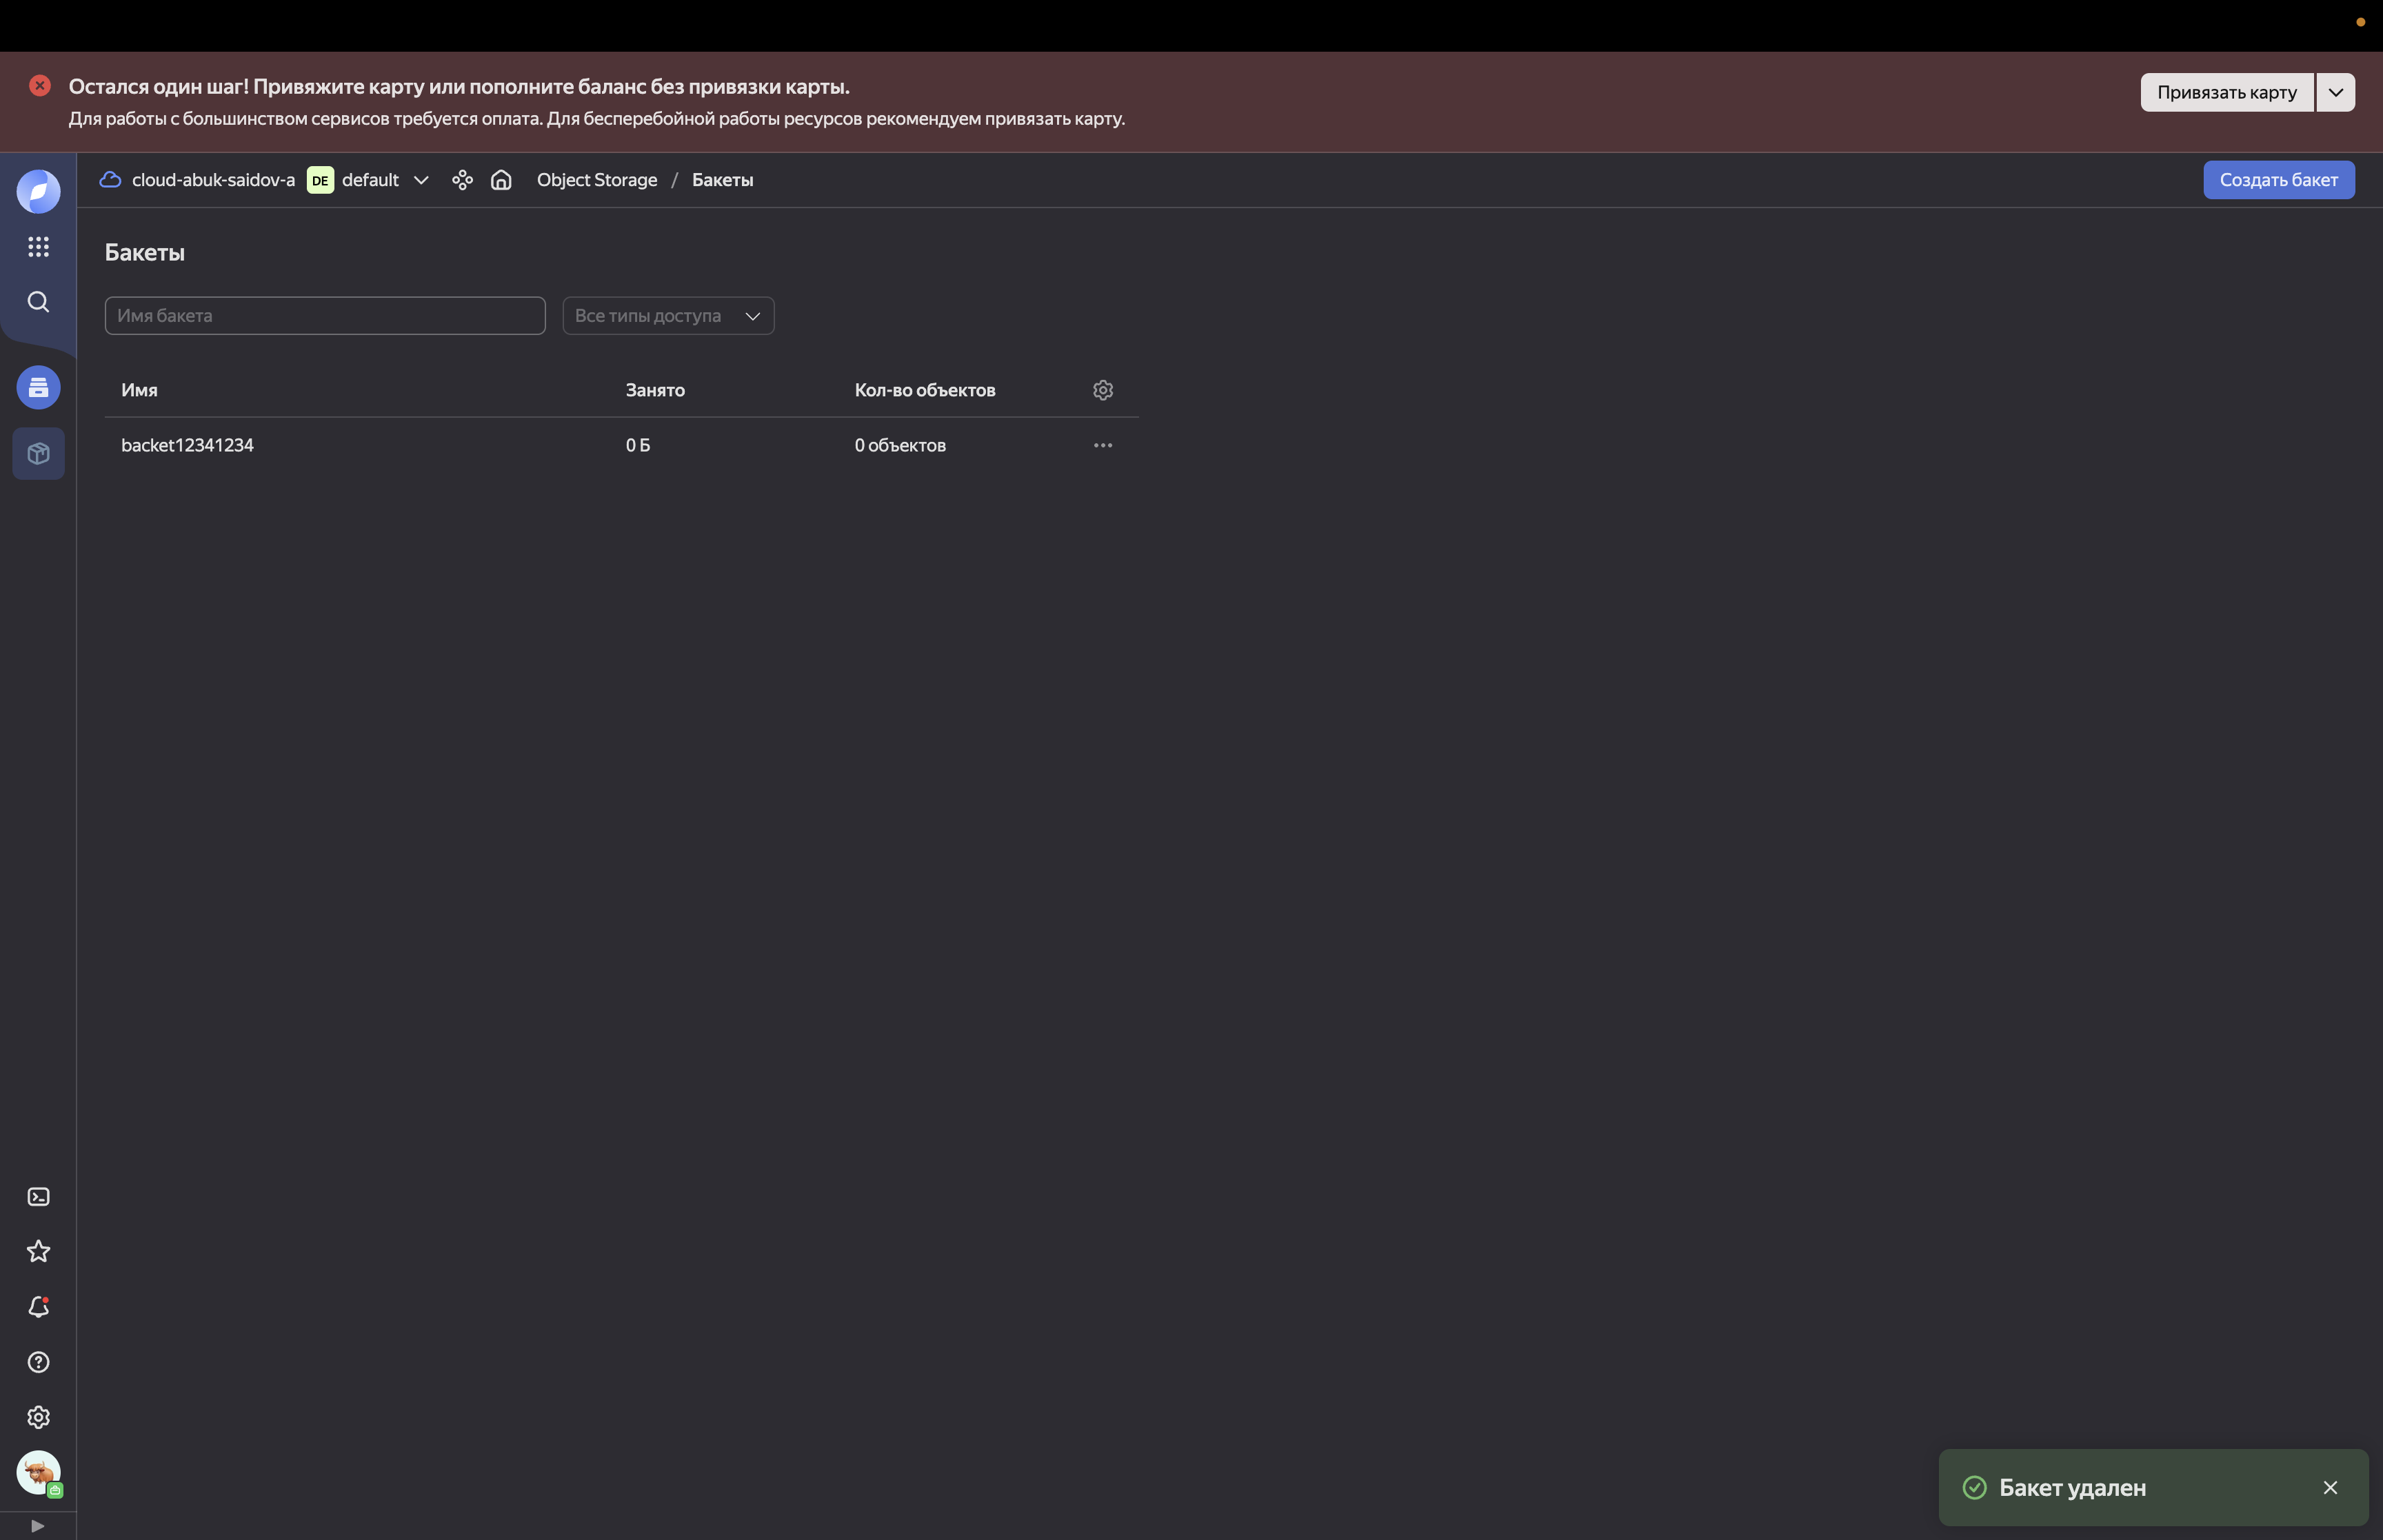 Остался один шаг! Привяжите карту или пополните баланс без привязки карты.
Для работы с большинством сервисов требуется оплата. Для бесперебойной работы ресурсов рекомендуем привязать карту.
Привязать карту
cloud-abuk-saidov-a DE default Object Storage / Бакеты
Создать бакет
Бакеты
Имя бакета Все типы доступа
Имя Занято Кол-во объектов
backet12341234 0 Б 0 объектов
Бакет удален